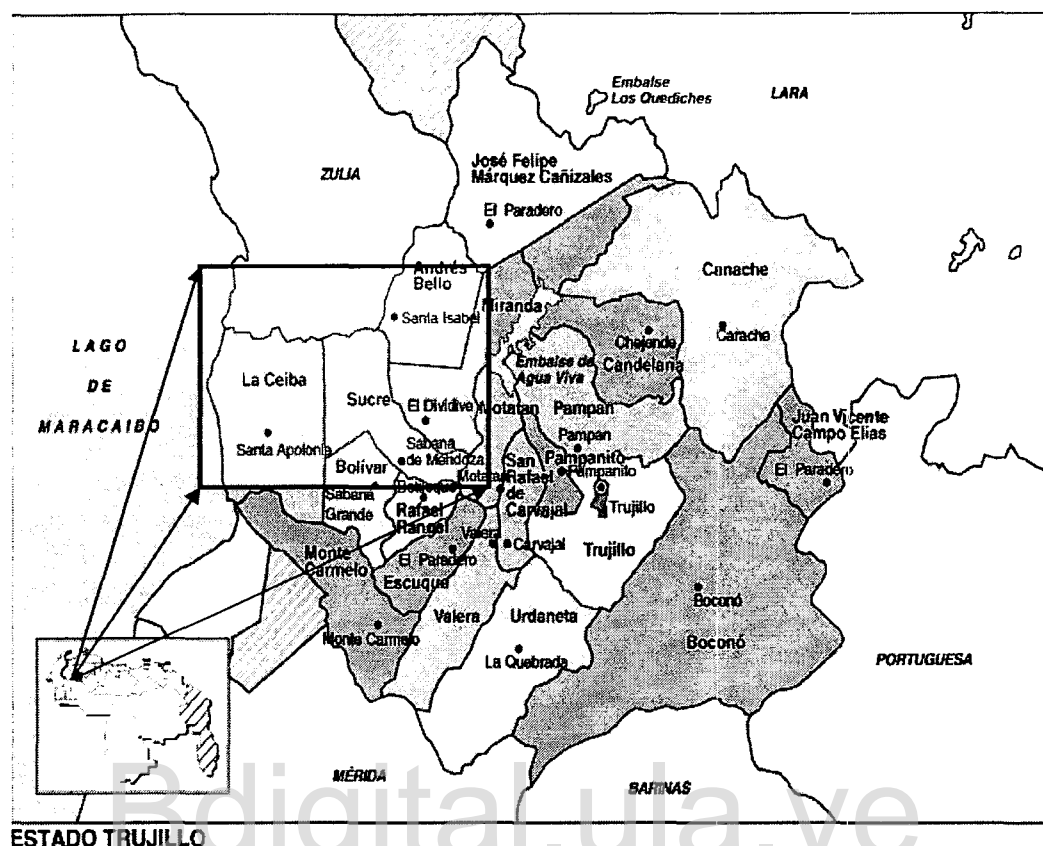 Embalse
Los Quediches
LARA
José Felipe
Márquez Cañizales
ZULIA
El Paradero
Andrés
Bello
Canache
Miranda
Santa Isabel
Chejende
Carache
LAGO
DE
MARACAIBO
Embalse de
Agua Viva
Candelaria
La Ceiba
Sucre
El Dividive
Motatan
Pampan
Juan Vicente
Campo Elias
Santa Apolonia
Sabana
de Mendoza
Pampan
Pampanito
Pampanito
El Paradero
Bolívar
Motatan
San
Rafael
de
Carvajal
Sabana
Grande
Betijoque
Rafael
Rangel
Trujillo
Valera
Carvajal
Trujillo
Monte
Carmelo
El Paradero
Escuque
Boconó
Valera
Urdaneta
Monte Carmelo
Boconó
La Quebrada
PORTUGUESA
MÉRIDA
BARINAS
Bdigital.ula.ve
ESTADO TRUJILLO